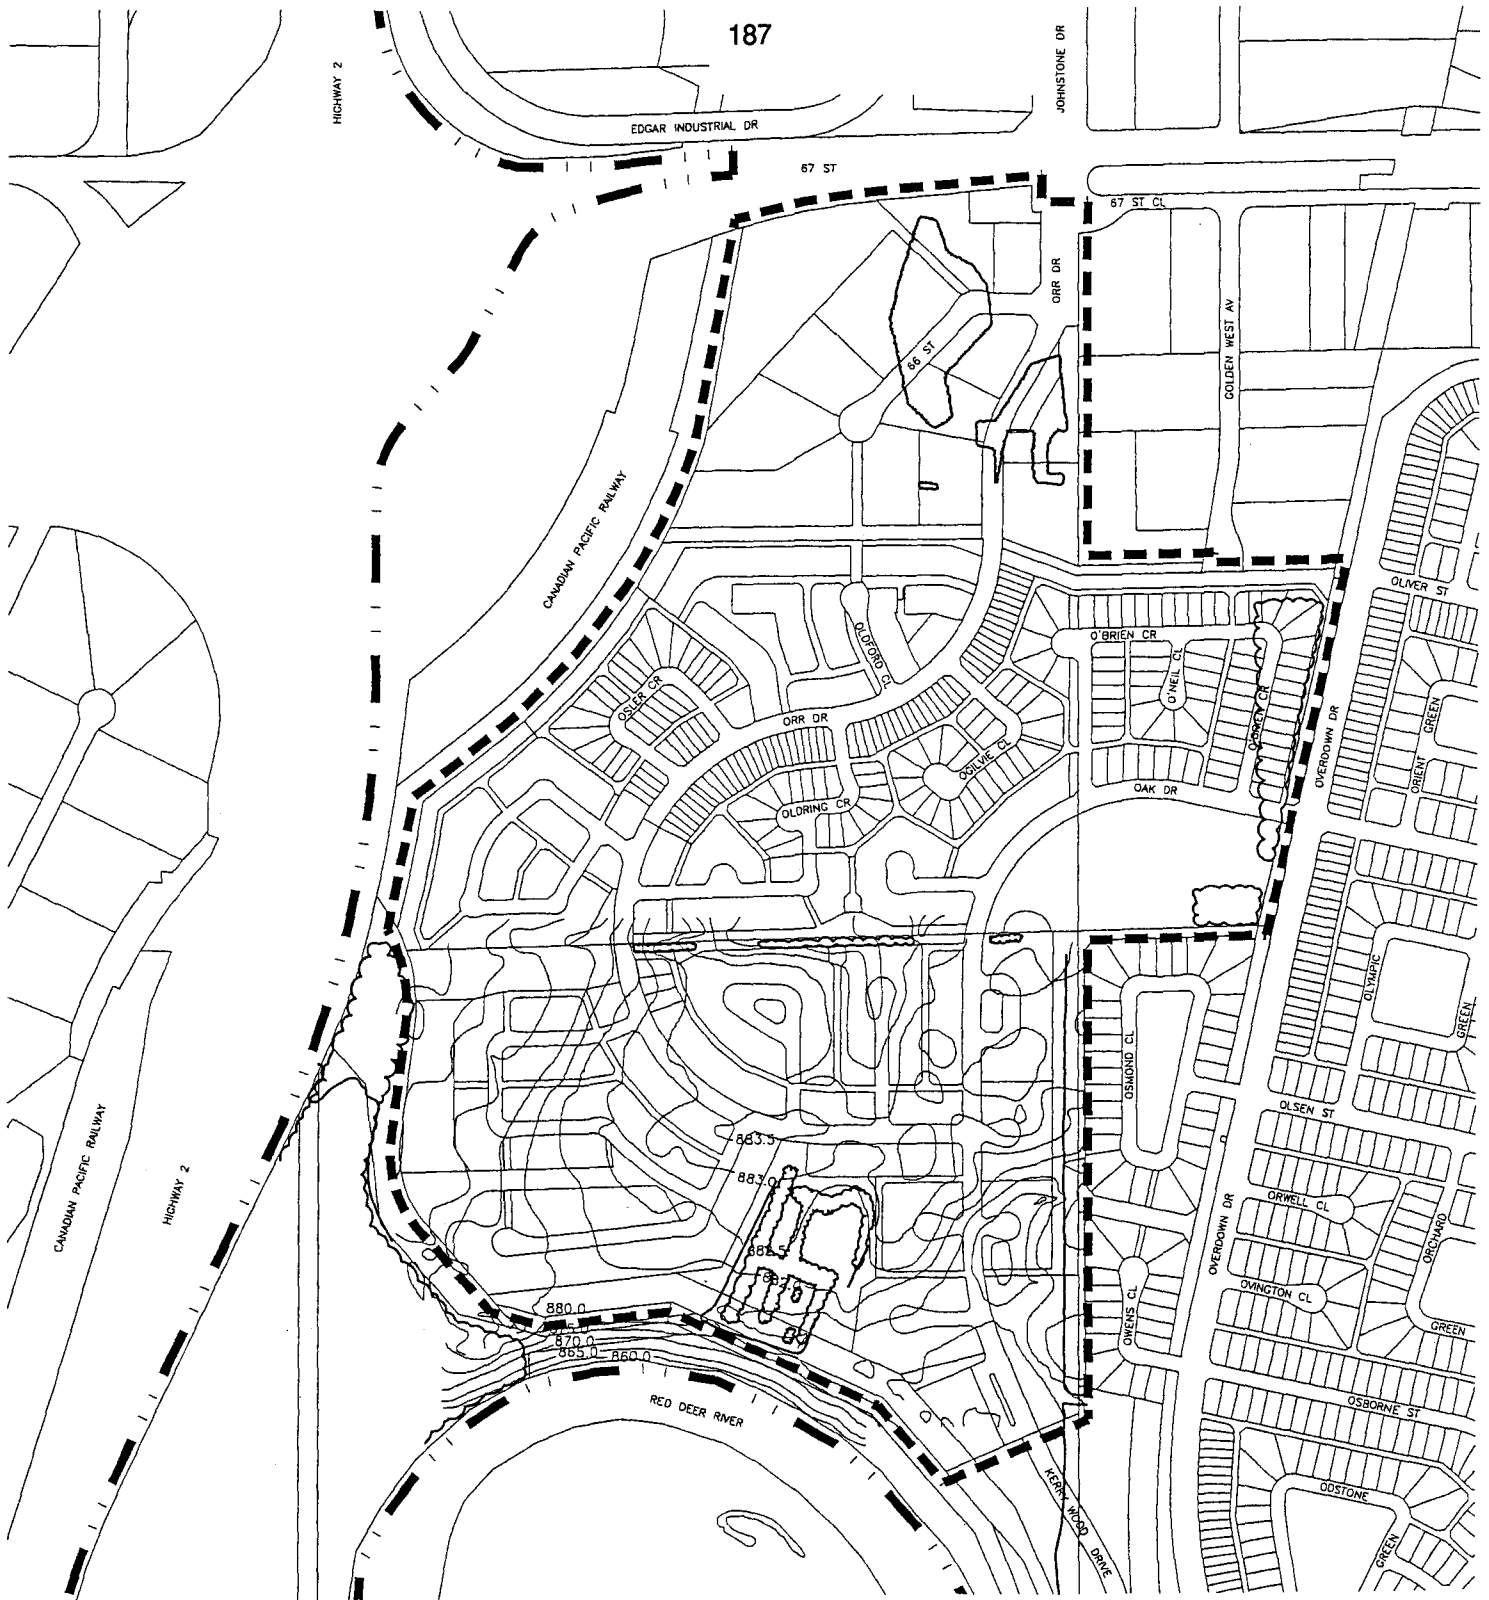 187
HIGHWAY 2
JOHNSTONE DR
EDGAR INDUSTRIAL DR
67 ST
67 ST CL
ORR DR
GOLDEN WEST AV
66 ST
CANADIAN PACIFIC RAILWAY
OLIVER ST
OLDFORD CL
O'BRIEN CR
O'NEIL CL
OSLER CR
ORR DR
OGILVIE CL
OVERDOWN DR
GREEN
ORIENT
OAK DR
OLDRING CR
OLYMPIC
GREEN
OSMOND CL
OLSEN ST
883.5
883.0
882.5
882.0
CANADIAN PACIFIC RAILWAY
HIGHWAY 2
ORWELL CL
ORCHARD
OVERDOWN DR
OVINGTON CL
OWENS CL
GREEN
880.0
870.0
865.0
860.0
RED DEER RIVER
OSBORNE ST
KERRY WOOD DRIVE
ODSTONE
GREEN